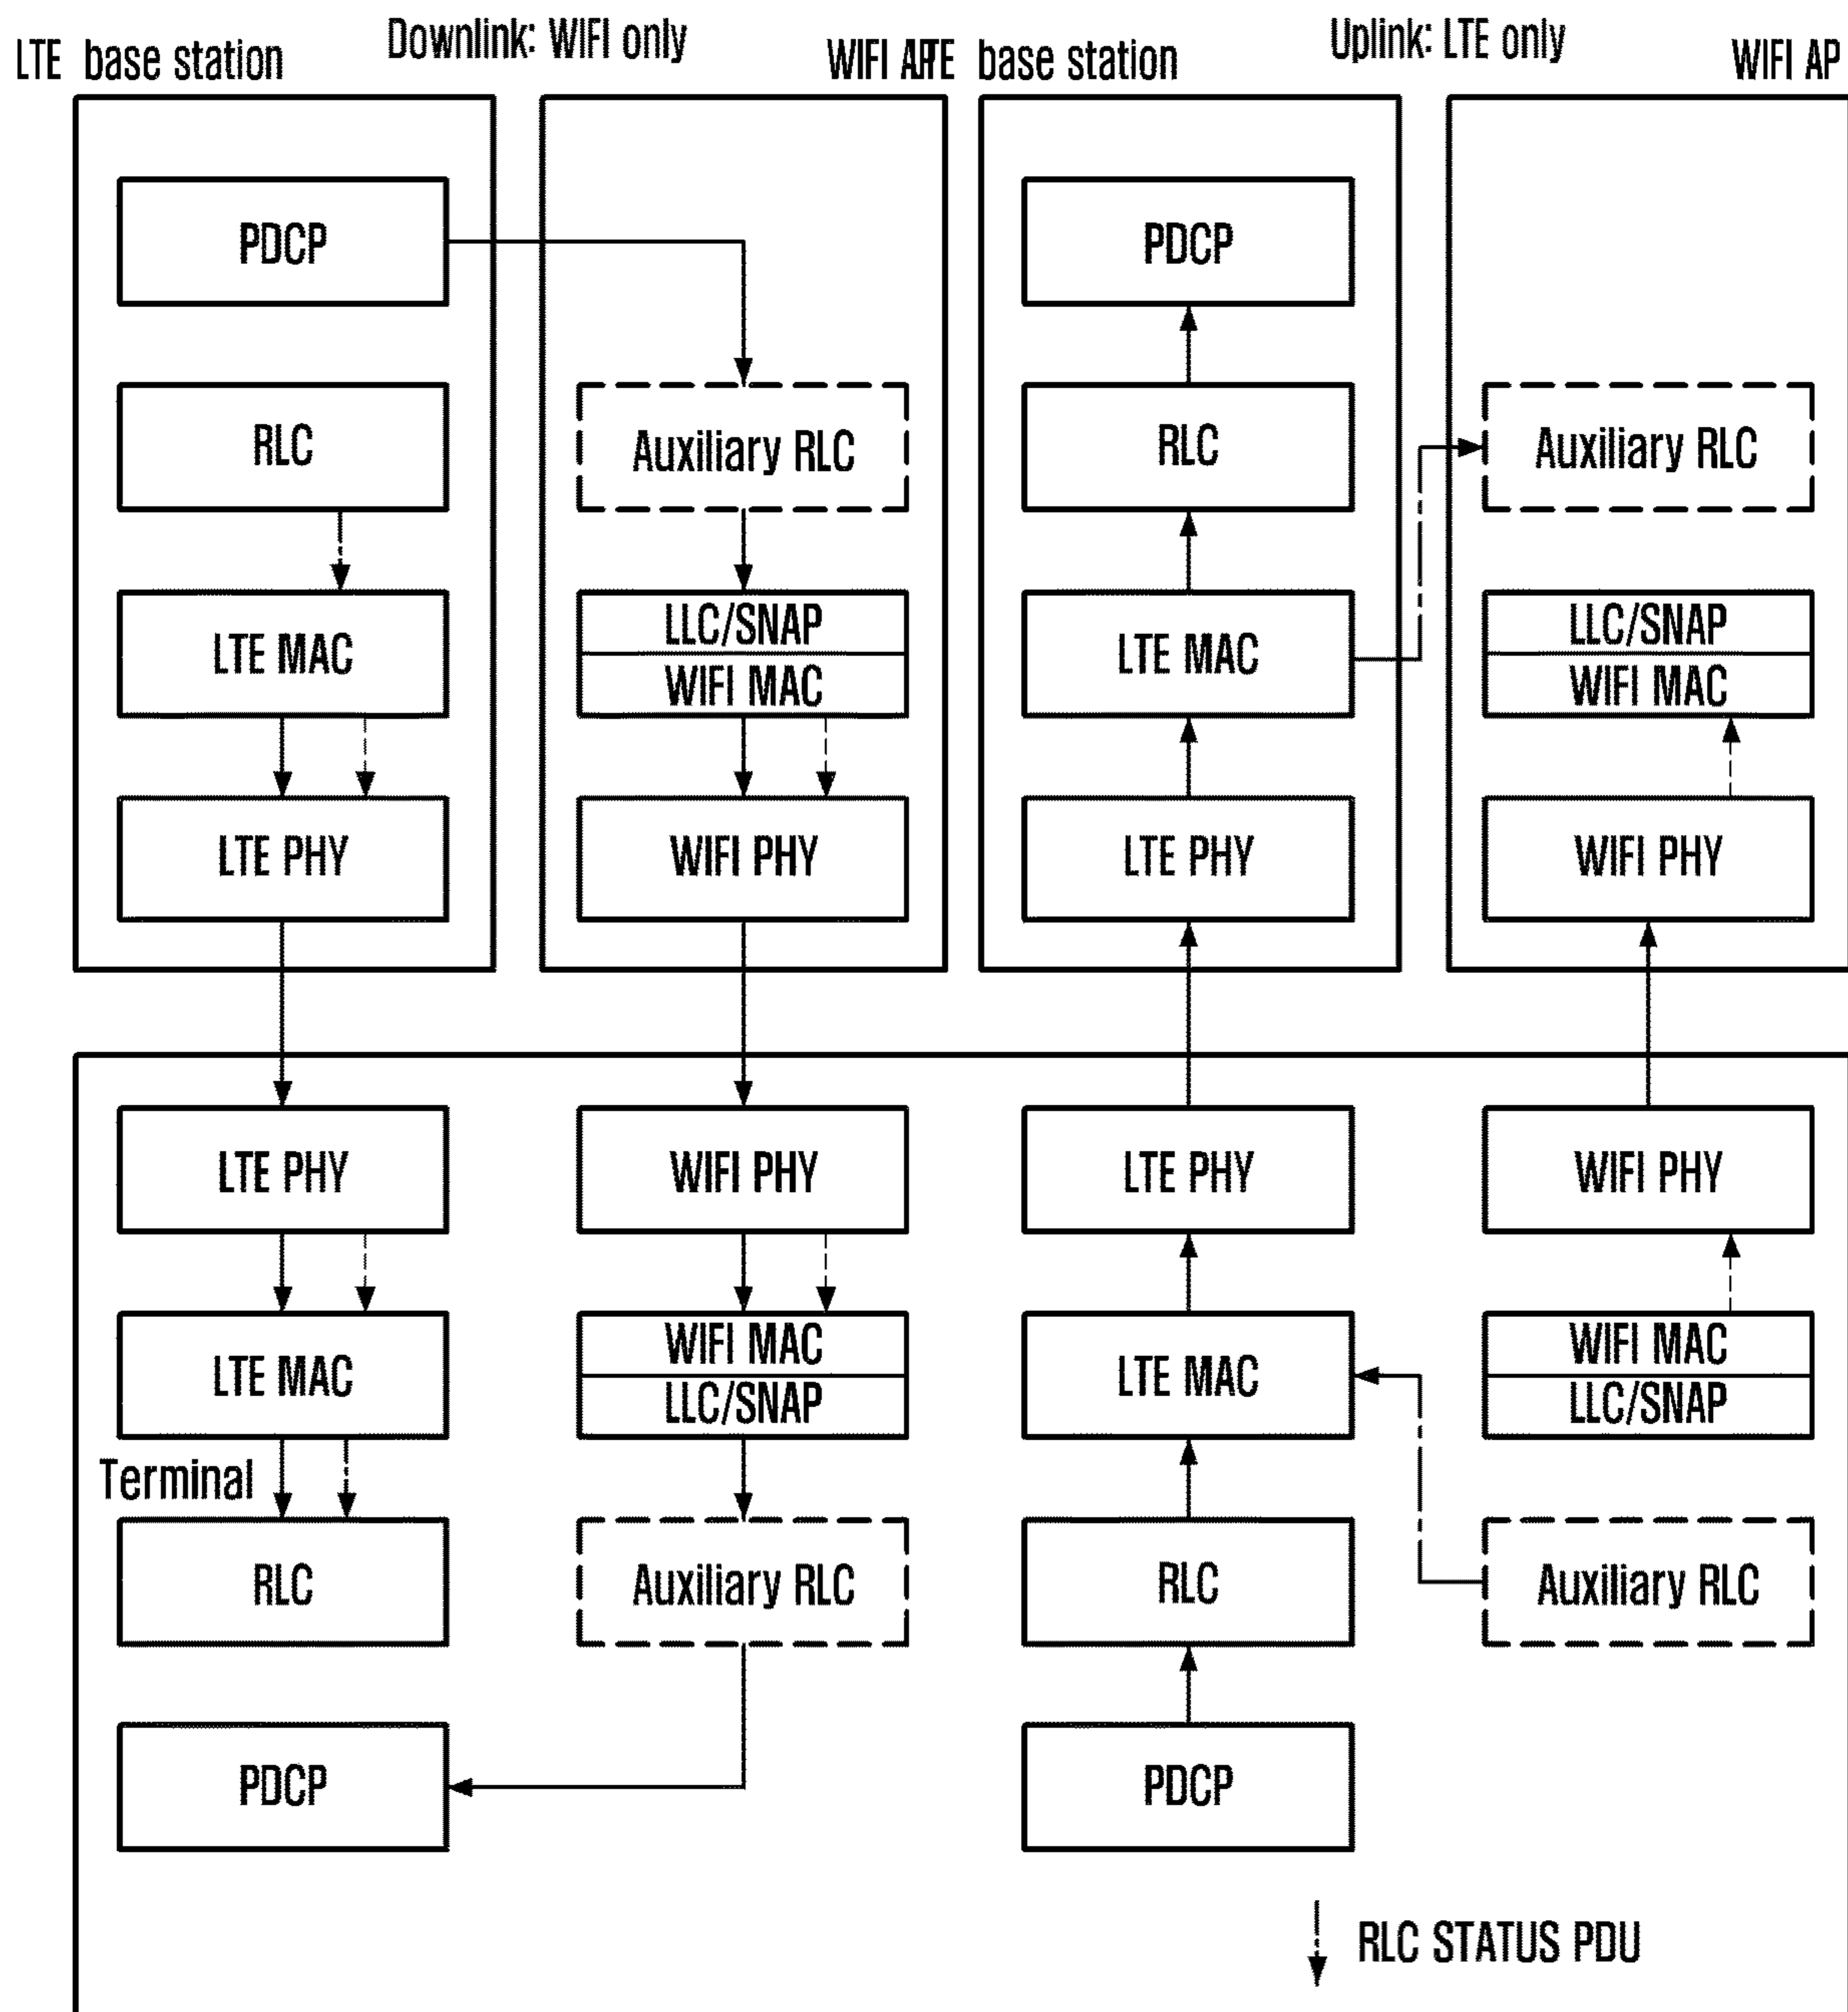 Downlink: WIFI only
Uplink: LTE only
LTE base station
WIFI AP
LTE base station
WIFI AP
PDCP
PDCP
RLC
Auxiliary RLC
RLC
Auxiliary RLC
LTE MAC
LLC/SNAP
WIFI MAC
LTE MAC
LLC/SNAP
WIFI MAC
LTE PHY
WIFI PHY
LTE PHY
WIFI PHY
LTE PHY
WIFI PHY
LTE PHY
WIFI PHY
LTE MAC
WIFI MAC
LLC/SNAP
LTE MAC
WIFI MAC
LLC/SNAP
Terminal
RLC
Auxiliary RLC
RLC
Auxiliary RLC
PDCP
PDCP
RLC STATUS PDU